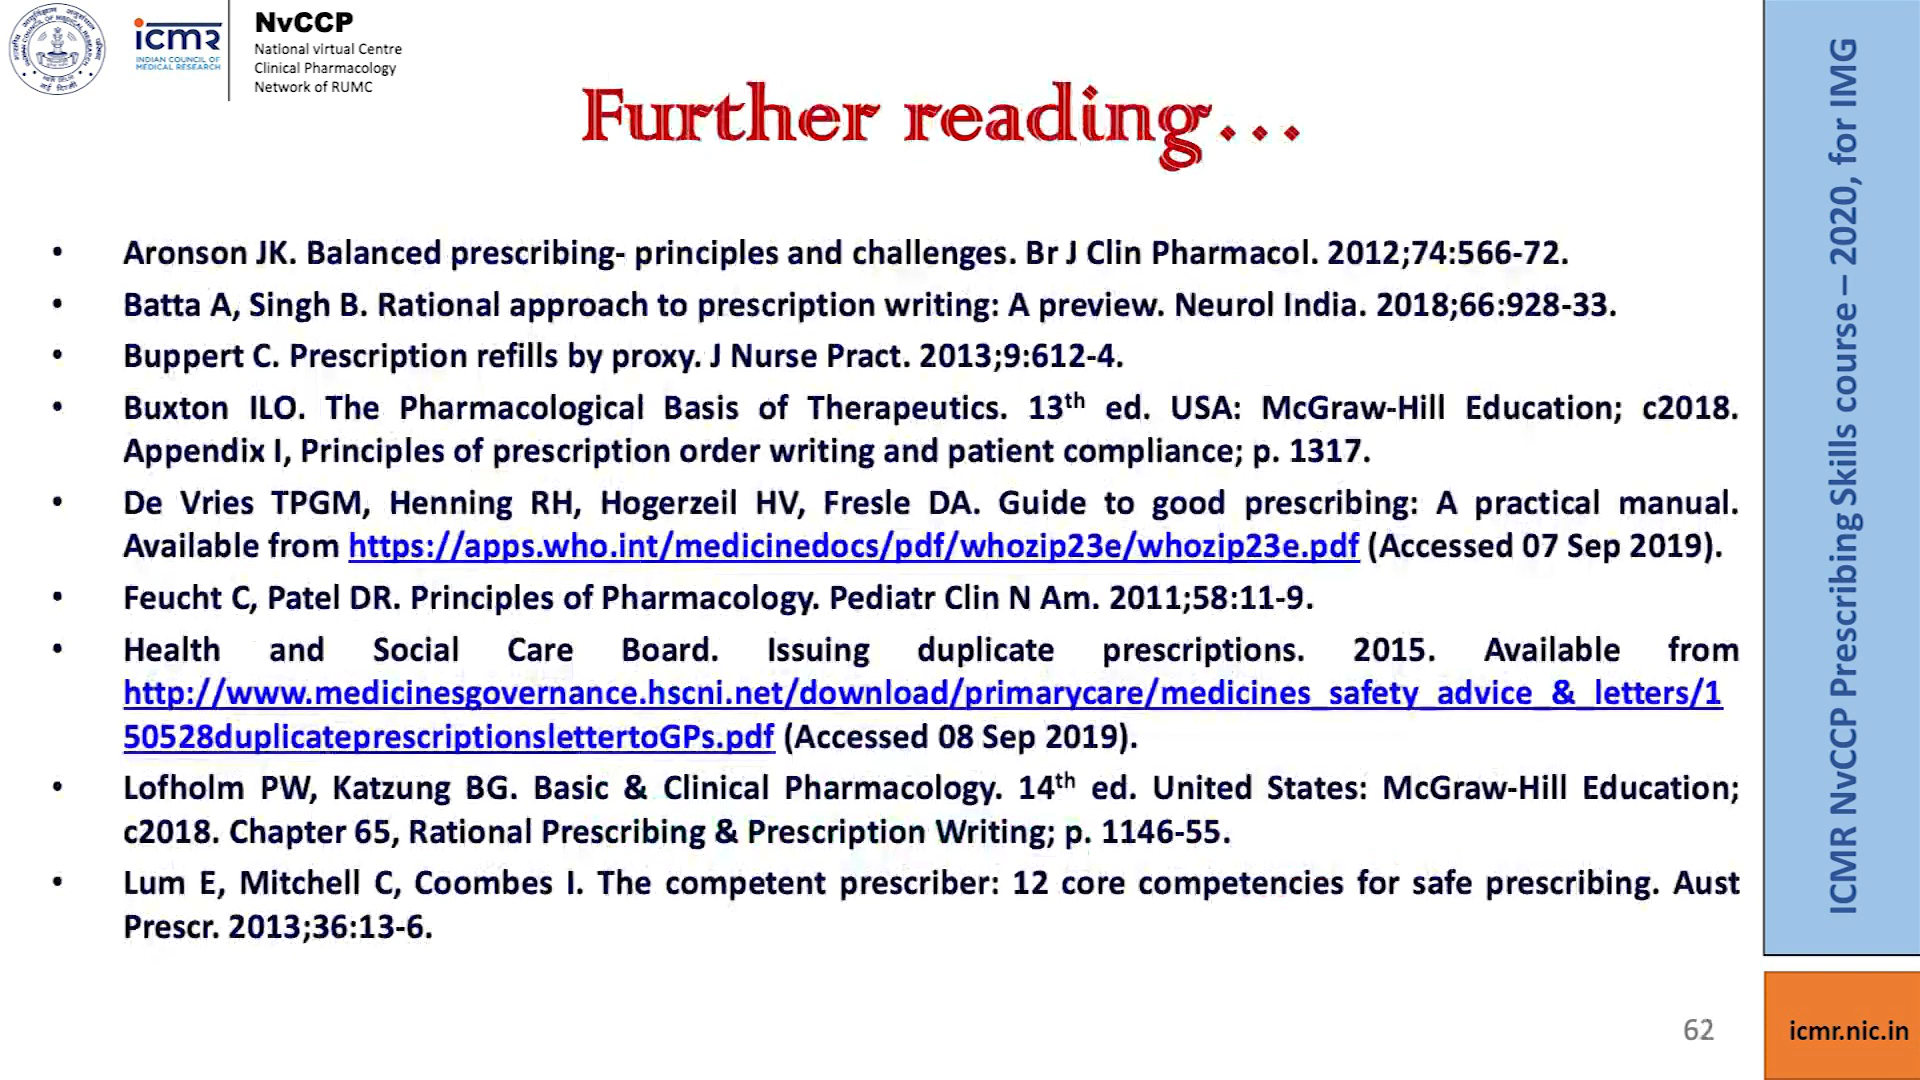 icmr
INDIAN COUNCIL OF
MEDICAL RESEARCH
NvCCP
National virtual Centre
Clinical Pharmacology
Network of RUMC
Further reading...
• Aronson JK. Balanced prescribing- principles and challenges. Br J Clin Pharmacol. 2012;74:566-72.
• Batta A, Singh B. Rational approach to prescription writing: A preview. Neurol India. 2018;66:928-33.
• Buppert C. Prescription refills by proxy. J Nurse Pract. 2013;9:612-4.
• Buxton ILO. The Pharmacological Basis of Therapeutics. 13th ed. USA: McGraw-Hill Education; c2018.
Appendix I, Principles of prescription order writing and patient compliance; p. 1317.
• De Vries TPGM, Henning RH, Hogerzeil HV, Fresle DA. Guide to good prescribing: A practical manual.
Available from https://apps.who.int/medicinedocs/pdf/whozip23e/whozip23e.pdf (Accessed 07 Sep 2019).
• Feucht C, Patel DR. Principles of Pharmacology. Pediatr Clin N Am. 2011;58:11-9.
• Health and Social Care Board. Issuing duplicate prescriptions. 2015. Available from
http://www.medicinesgovernance.hscni.net/download/primarycare/medicines_safety_advice_&_letters/1
50528duplicateprescriptionslettertoGPs.pdf (Accessed 08 Sep 2019).
• Lofholm PW, Katzung BG. Basic & Clinical Pharmacology. 14th ed. United States: McGraw-Hill Education;
c2018. Chapter 65, Rational Prescribing & Prescription Writing; p. 1146-55.
• Lum E, Mitchell C, Coombes I. The competent prescriber: 12 core competencies for safe prescribing. Aust
Prescr. 2013;36:13-6.
ICMR NvCCP Prescribing Skills course – 2020, for IMG
62
icmr.nic.in